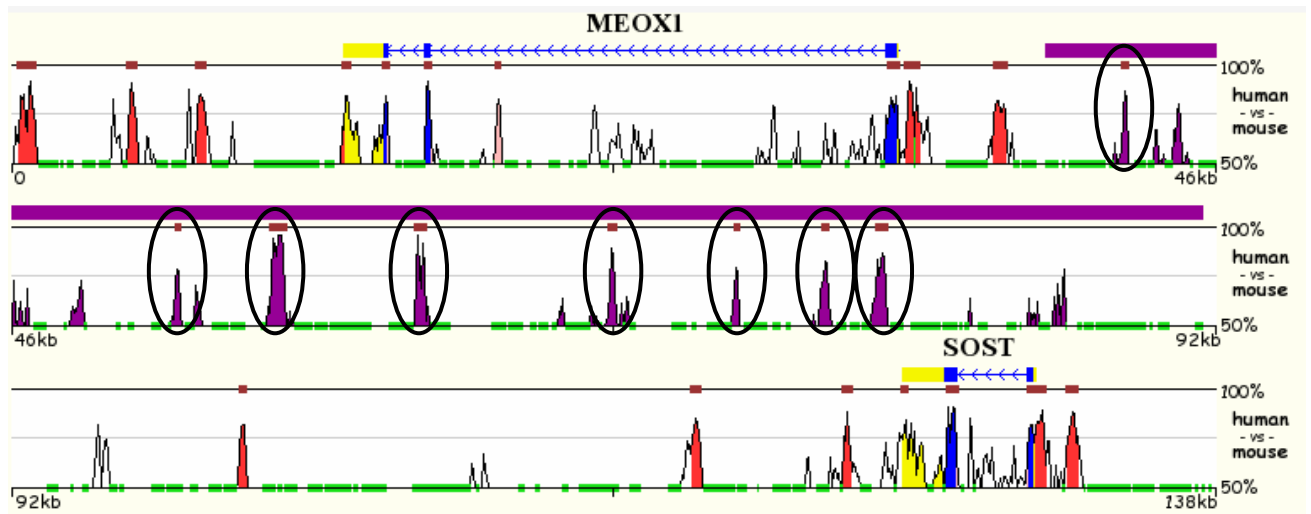 MEOX1
100%
human
- vs -
mouse
50%
0
46kb
100%
human
- vs -
mouse
50%
46kb
92kb
SOST
100%
human
- vs -
mouse
50%
92kb
138kb